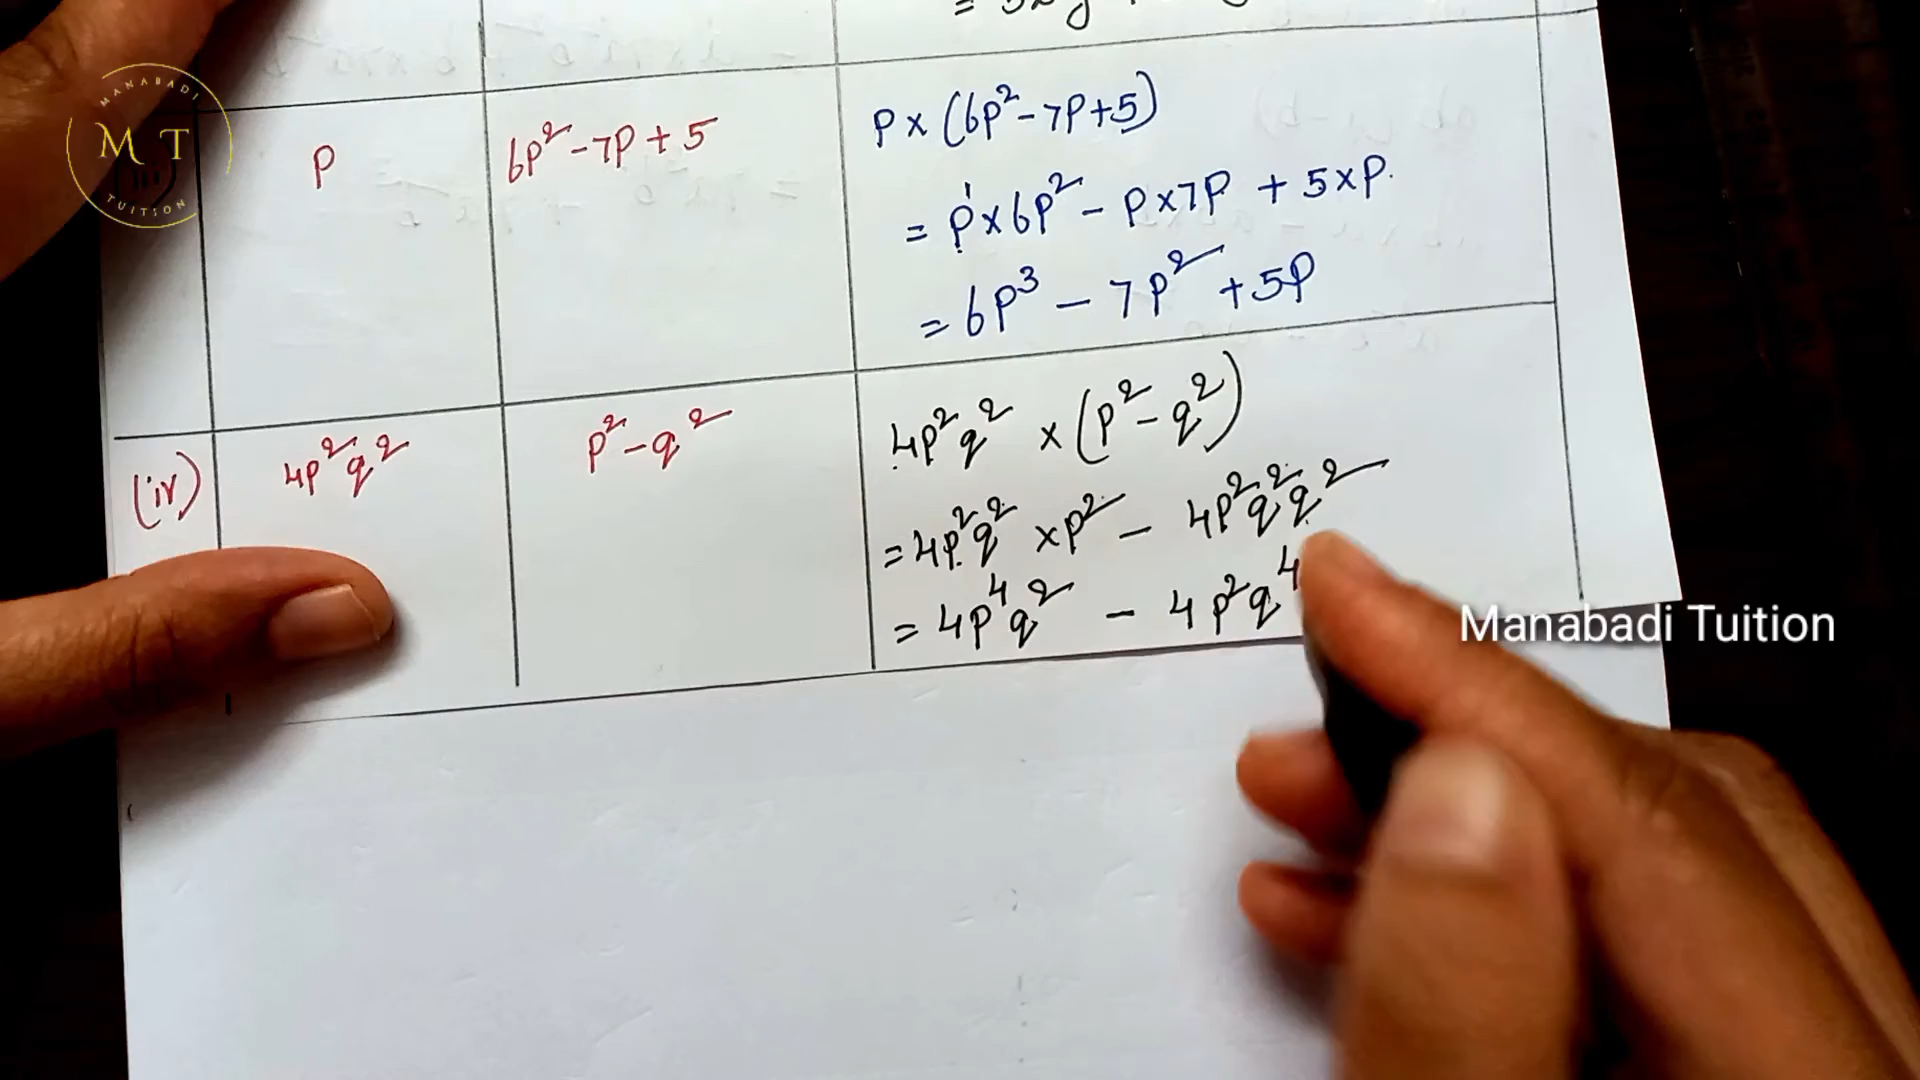 MANABADI
M T
TUITION
P
6p² - 7p + 5
p × (6p² - 7p + 5)
= p¹ × 6p² - p × 7p + 5 × p.
= 6p³ - 7p² + 5p
(iv)
4p²q²
p² - q²
4p²q² × (p² - q²)
= 4p²q² × p² - 4p²q²q²
= 4p⁴q² - 4p²q⁴
Manabadi Tuition